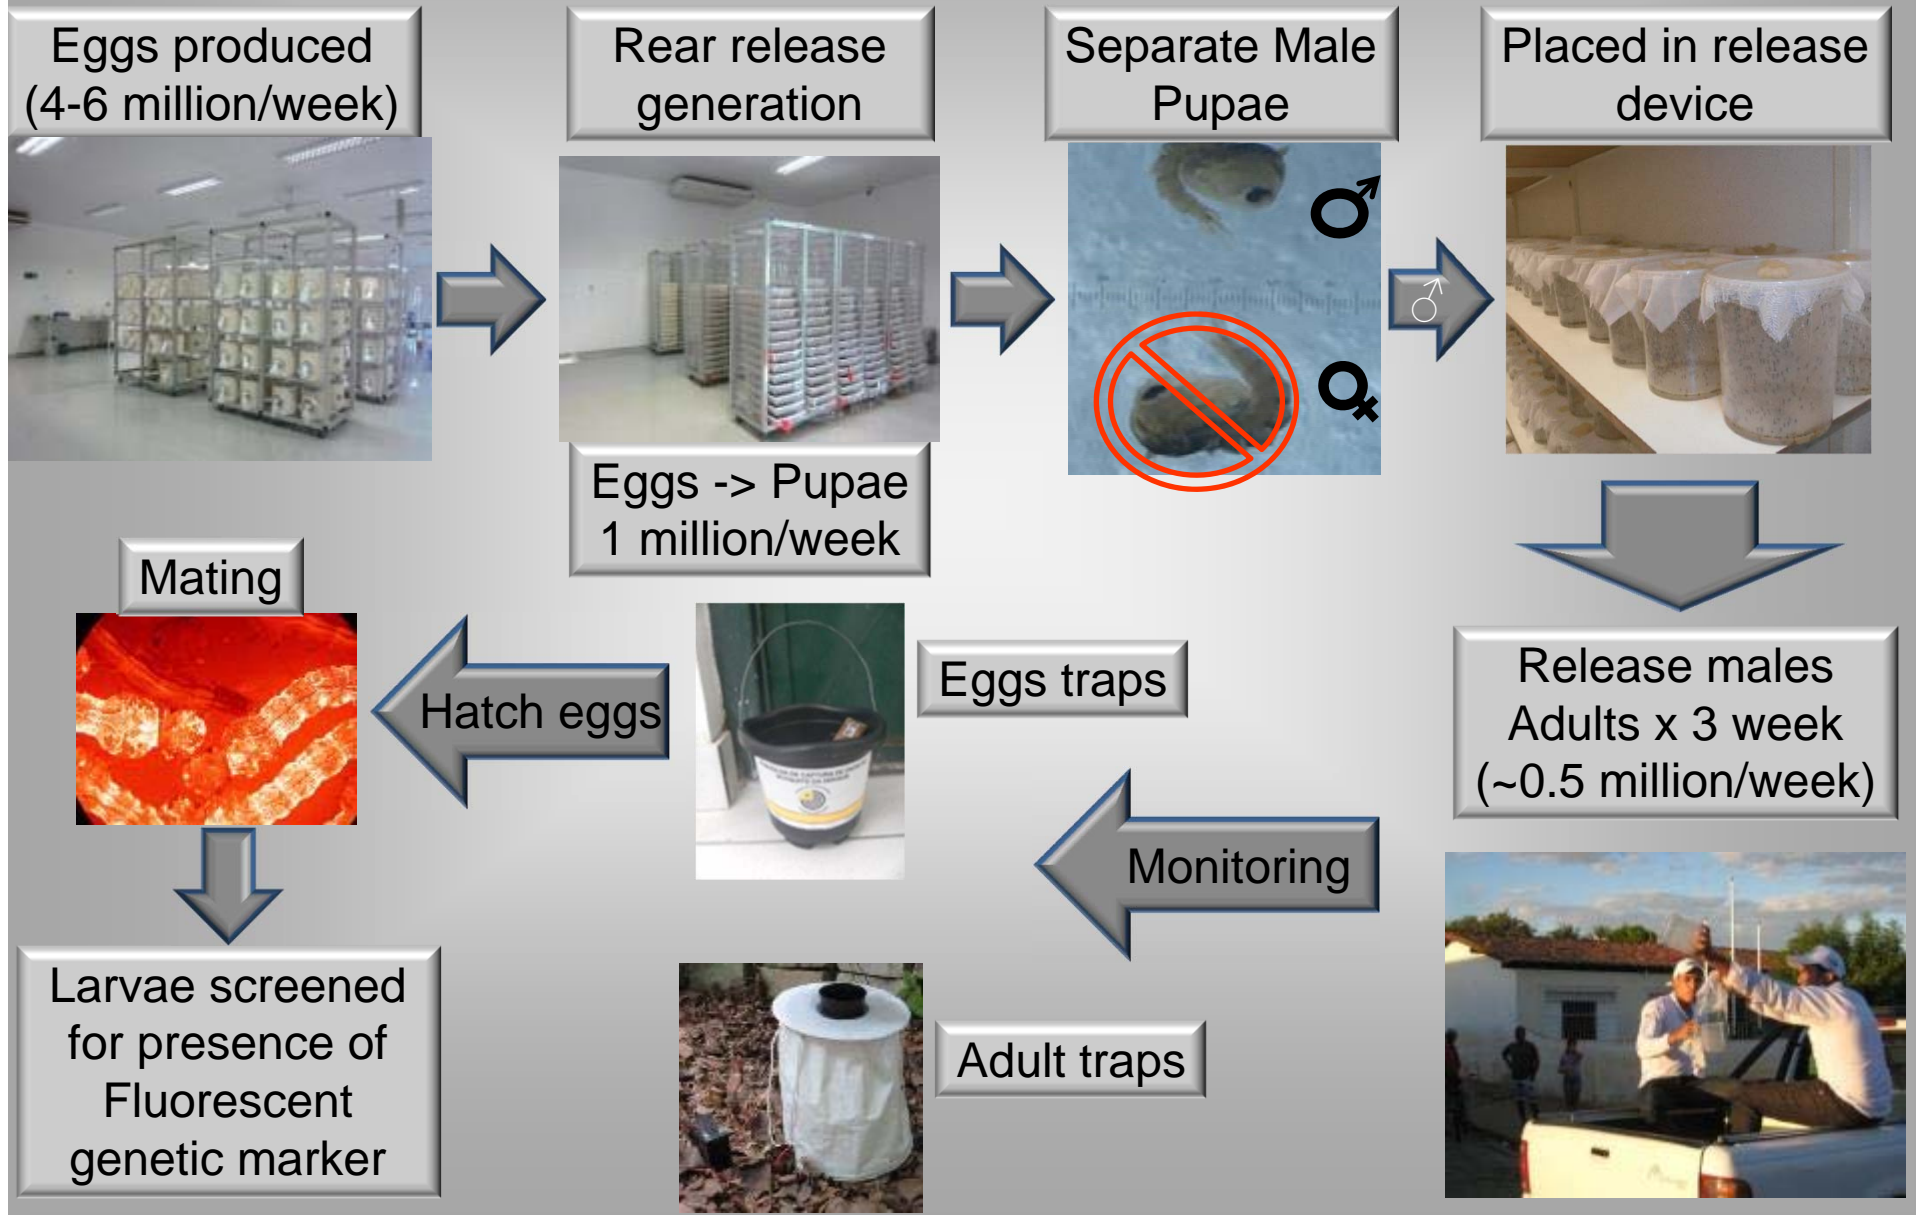 Eggs produced
(4-6 million/week)
Rear release
generation
Separate Male
Pupae
Placed in release
device
♂
♀
♂
Eggs -> Pupae
1 million/week
Mating
Hatch eggs
Eggs traps
Release males
Adults x 3 week
(~0.5 million/week)
Monitoring
Larvae screened
for presence of
Fluorescent
genetic marker
Adult traps